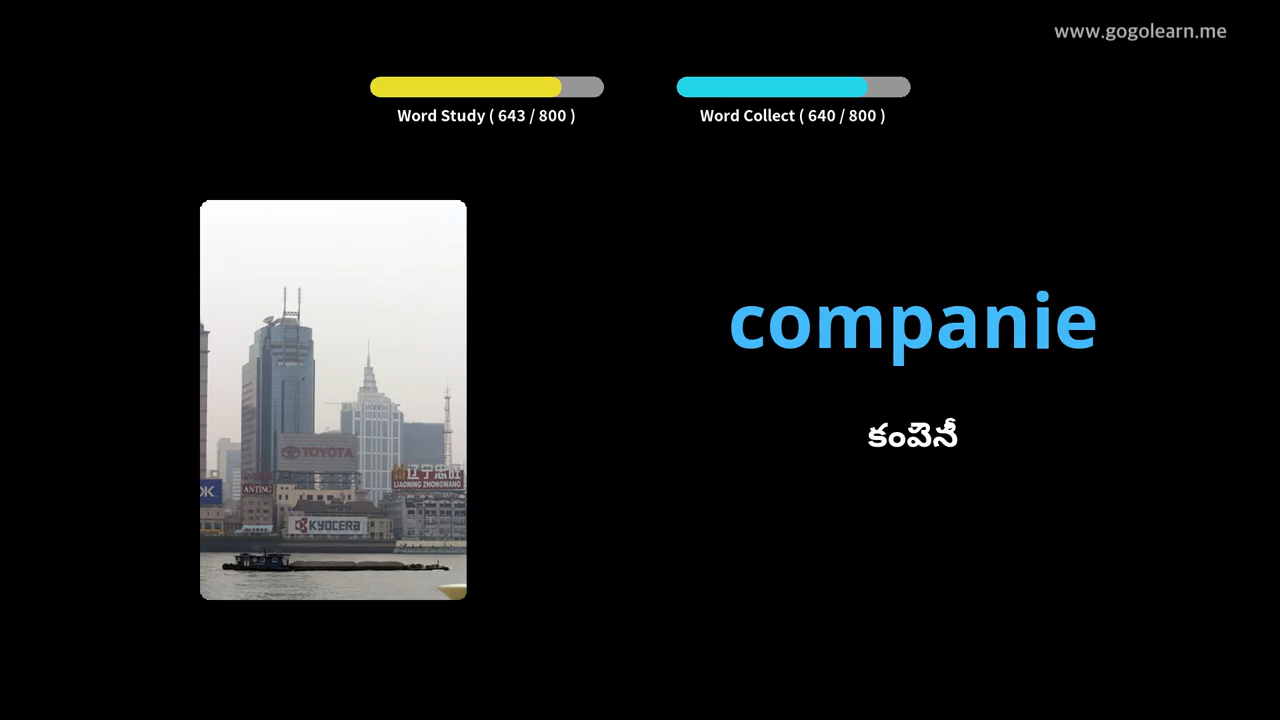 www.gogolearn.me
Word Study ( 643 / 800 )
Word Collect ( 640 / 800 )
companie
కంపెనీ
TOYOTA
辽宁忠旺
LIAONING ZHONGWANG
OK
ANTING
KYOCERA